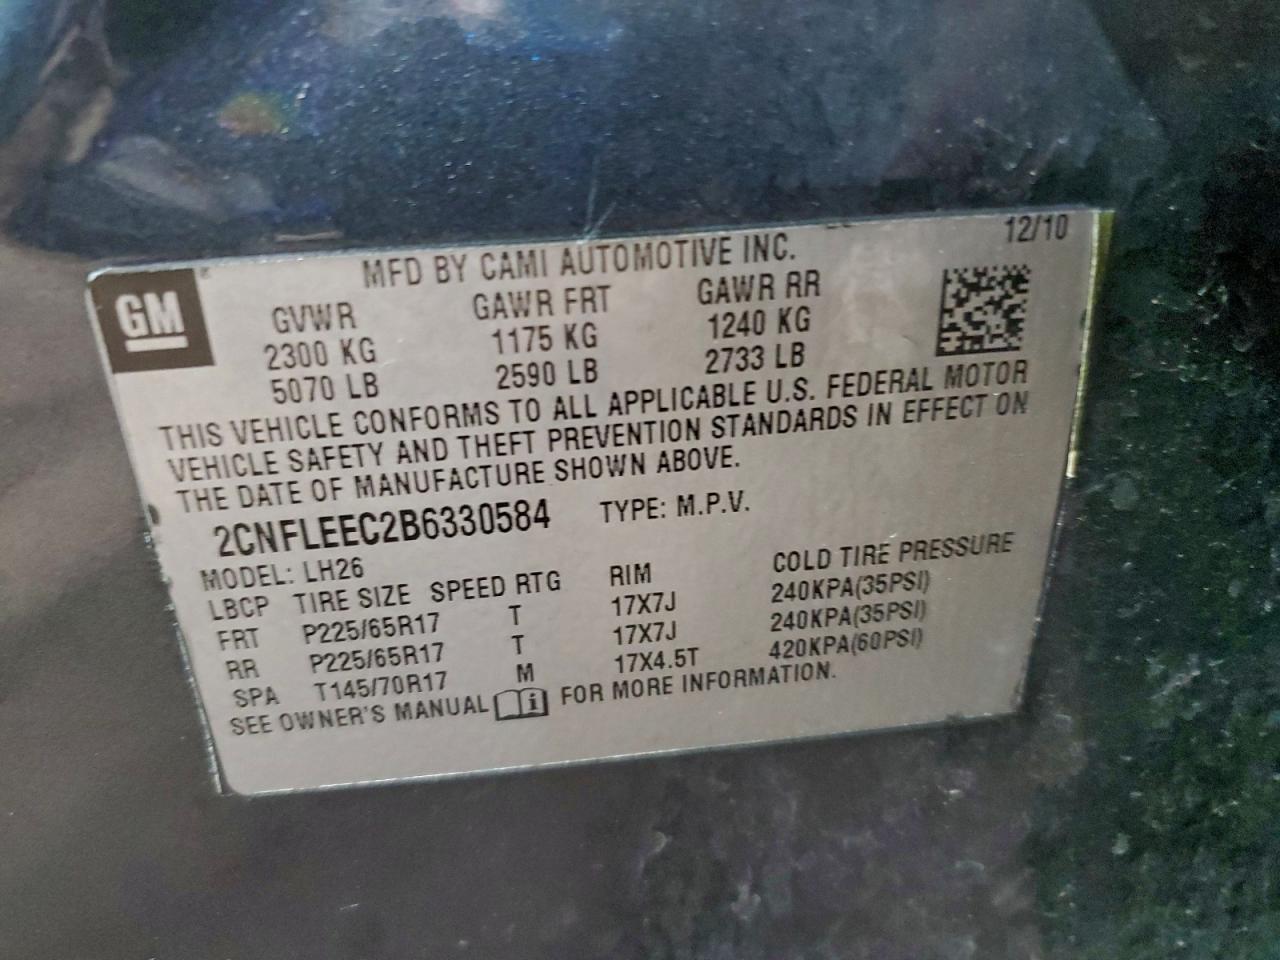 12/10
MFD BY CAMI AUTOMOTIVE INC.
GM
GVWR GAWR FRT GAWR RR
2300 KG 1175 KG 1240 KG
5070 LB 2590 LB 2733 LB
THIS VEHICLE CONFORMS TO ALL APPLICABLE U.S. FEDERAL MOTOR
VEHICLE SAFETY AND THEFT PREVENTION STANDARDS IN EFFECT ON
THE DATE OF MANUFACTURE SHOWN ABOVE.
2CNFLEEC2B6330584 TYPE: M.P.V.
MODEL: LH26
LBCP TIRE SIZE SPEED RTG RIM COLD TIRE PRESSURE
FRT P225/65R17 T 17X7J 240KPA(35PSI)
RR P225/65R17 T 17X7J 240KPA(35PSI)
SPA T145/70R17 M 17X4.5T 420KPA(60PSI)
SEE OWNER'S MANUAL i FOR MORE INFORMATION.